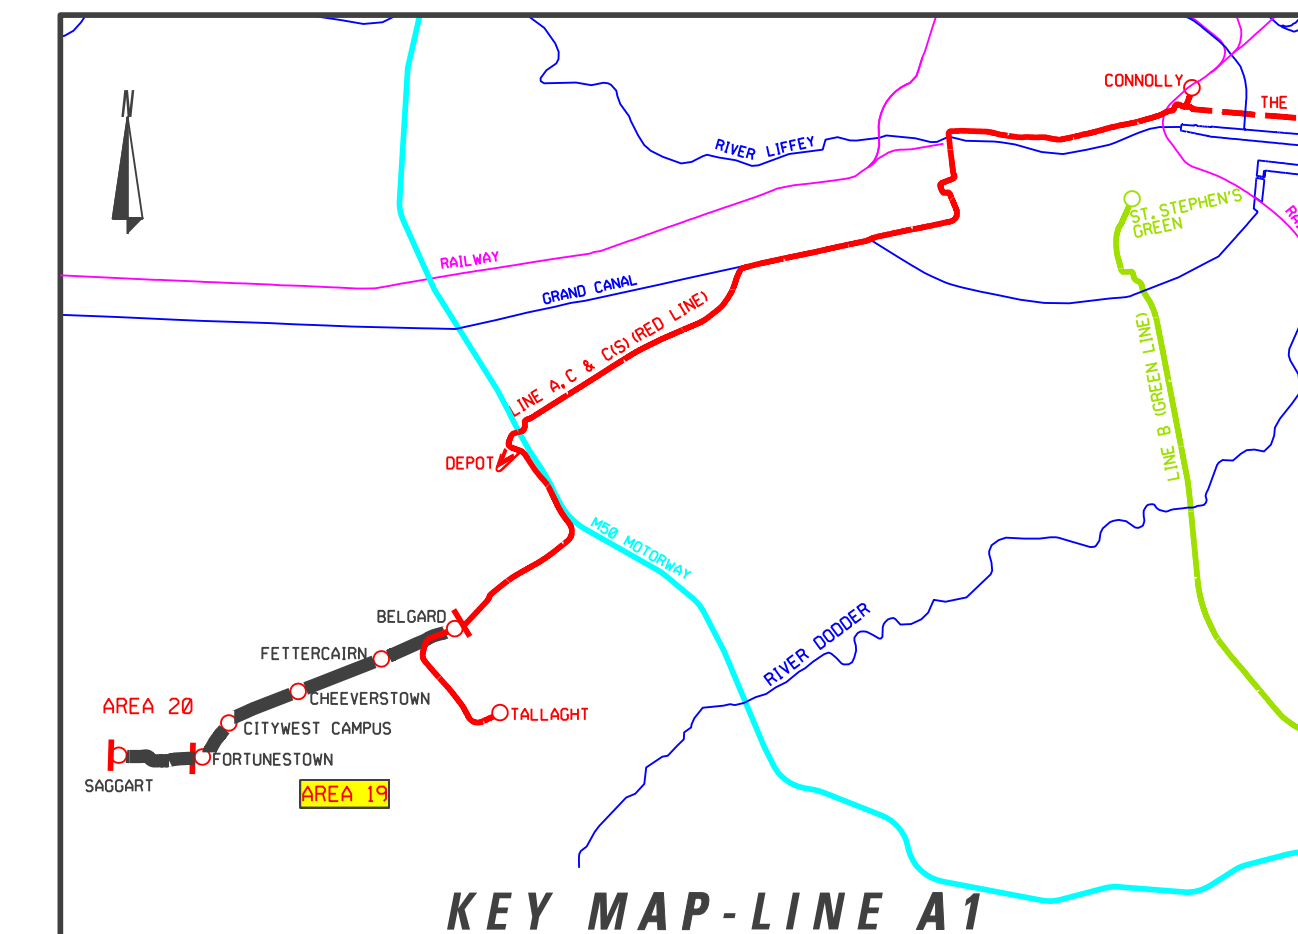 N
CONNOLLY
THE
RIVER LIFFEY
ST. STEPHEN'S
GREEN
RAILWAY
GRAND CANAL
LINE A,C & C(S) (RED LINE)
LINE B (GREEN LINE)
DEPOT
M50 MOTORWAY
BELGARD
RIVER DODDER
FETTERCAIRN
CHEEVERSTOWN
AREA 20
TALLAGHT
CITYWEST CAMPUS
FORTUNESTOWN
SAGGART
AREA 19
KEY MAP-LINE A1